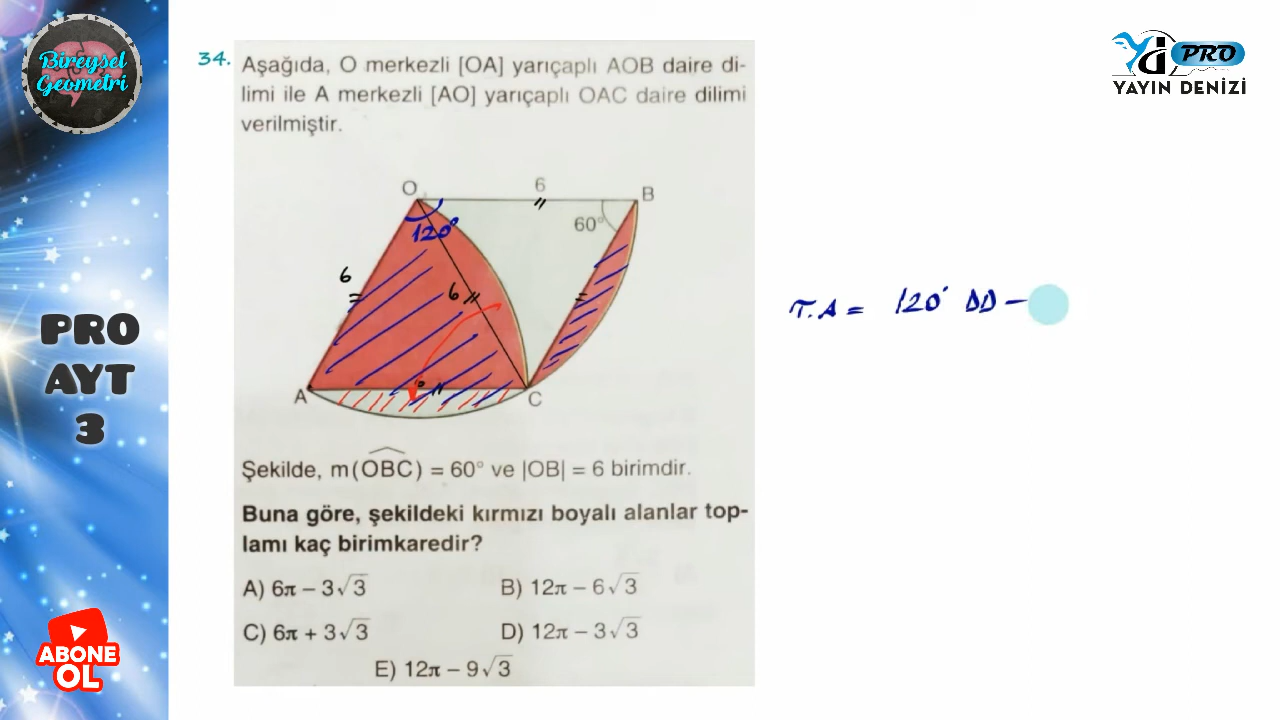 Bireysel
Geometri
PRO
AYT
3
ABONE
OL
PRO
YAYIN DENİZİ
34. Aşağıda, O merkezli [OA] yarıçaplı AOB daire di-
limi ile A merkezli [AO] yarıçaplı OAC daire dilimi
verilmiştir.
O 6 B
120° 60°
6
6
6
A C
T.A = 120° DD −
Şekilde, m(OBC) = 60° ve |OB| = 6 birimdir.
Buna göre, şekildeki kırmızı boyalı alanlar top-
lamı kaç birimkaredir?
A) 6π − 3√3 B) 12π − 6√3
C) 6π + 3√3 D) 12π − 3√3
E) 12π − 9√3